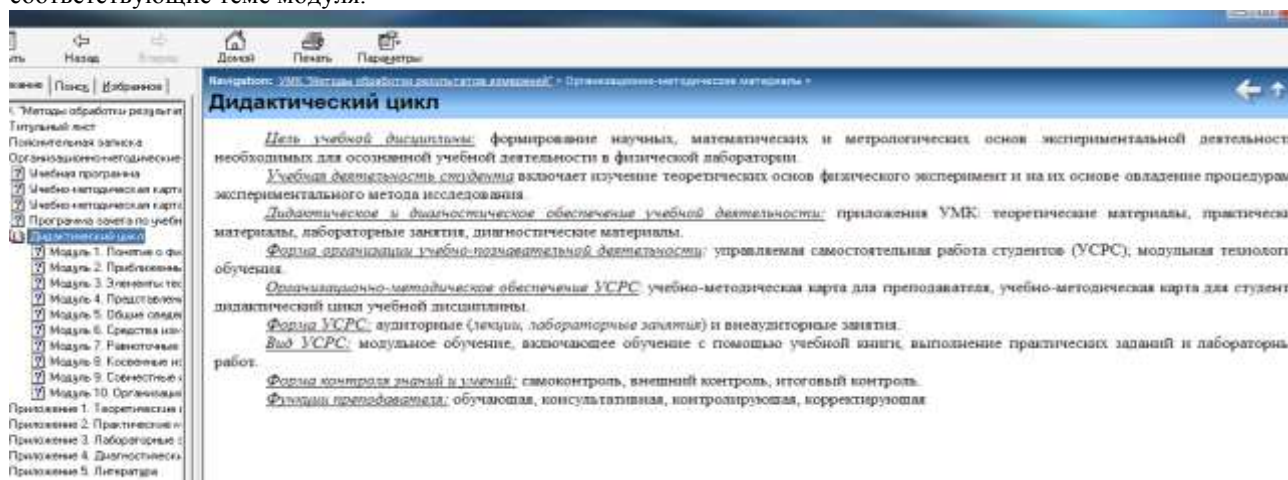 соответствующие теме модуля.
Назад
Вперед
Домой
Печать
Параметры
Поиск
Избранное
"Методы обработки результат
Титульный лист
Пояснительная записка
Организационно-методические
Учебная программа
Учебно-методическая карта
Учебно-методическая карта
Программа зачета по учебн
Дидактический цикл
Модуль 1. Понятие о фи
Модуль 2. Приближенны
Модуль 3. Элементы тео
Модуль 4. Представлен
Модуль 5. Общие сведен
Модуль 6. Средства изм
Модуль 7. Равноточные
Модуль 8. Косвенные из
Модуль 9. Совместные и
Модуль 10. Организаци
Приложение 1. Теоретические
Приложение 2. Практические
Приложение 3. Лабораторные
Приложение 4. Диагностически
Приложение 5. Литература
Navigation: УМК "Методы обработки результатов измерений" > Организационно-методические материалы >
Дидактический цикл
Цель учебной дисциплины: формирование научных, математических и метрологических основ экспериментальной деятельност
необходимых для осознанной учебной деятельности в физической лаборатории.
Учебная деятельность студента включает изучение теоретических основ физического эксперимент и на их основе овладение процедурам
экспериментального метода исследования.
Дидактическое и диагностическое обеспечение учебной деятельности: приложения УМК: теоретические материалы, практическ
материалы, лабораторные занятия, диагностические материалы.
Форма организации учебно-познавательной деятельности: управляемая самостоятельная работа студентов (УСРС), модульная технологи
обучения.
Организационно-методическое обеспечение УСРС: учебно-методическая карта для преподавателя, учебно-методическая карта для студент
дидактический цикл учебной дисциплины.
Форма УСРС: аудиторные (лекции, лабораторные занятия) и внеаудиторные занятия.
Вид УСРС: модульное обучение, включающее обучение с помощью учебной книги, выполнение практических заданий и лабораторн
работ.
Форма контроля знаний и умений: самоконтроль, внешний контроль, итоговый контроль.
Функции преподавателя: обучающая, консультативная, контролирующая, корректирующая